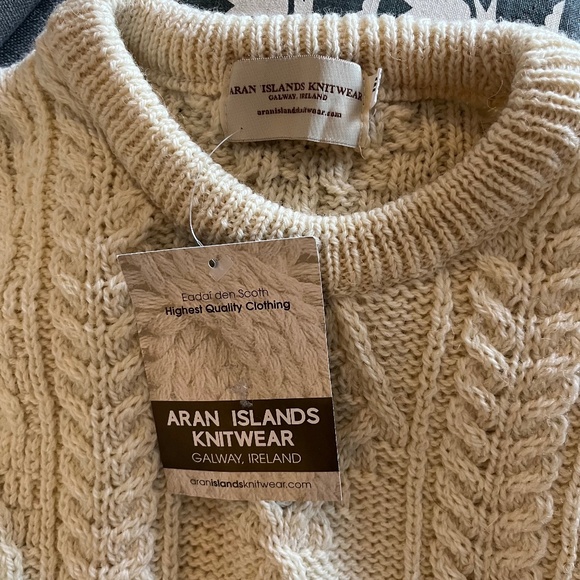 ARAN ISLANDS KNITWEAR
GALWAY, IRELAND
aranislandsknitwear.com
Eadaí den Scoth
Highest Quality Clothing
ARAN ISLANDS
KNITWEAR
GALWAY, IRELAND
aranislandsknitwear.com